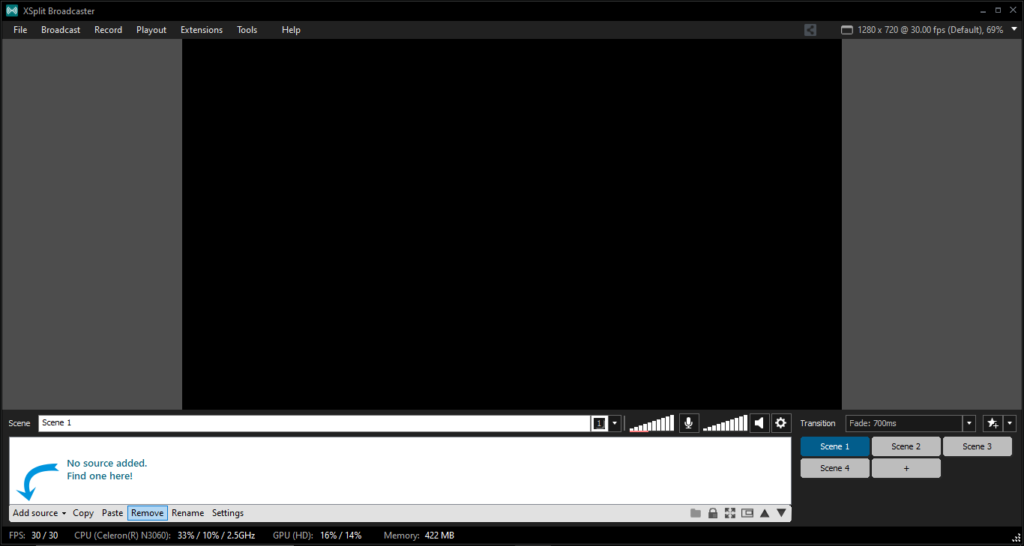 XSplit Broadcaster
File Broadcast Record Playout Extensions Tools Help 1280 x 720 @ 30.00 fps (Default), 69%
Scene Scene 1 1 Transition Fade: 700ms
No source added.
Find one here!
Scene 1 Scene 2 Scene 3
Scene 4 +
Add source Copy Paste Remove Rename Settings
FPS: 30 / 30 CPU (Celeron(R) N3060): 33% / 10% / 2.5GHz GPU (HD): 16% / 14% Memory: 422 MB